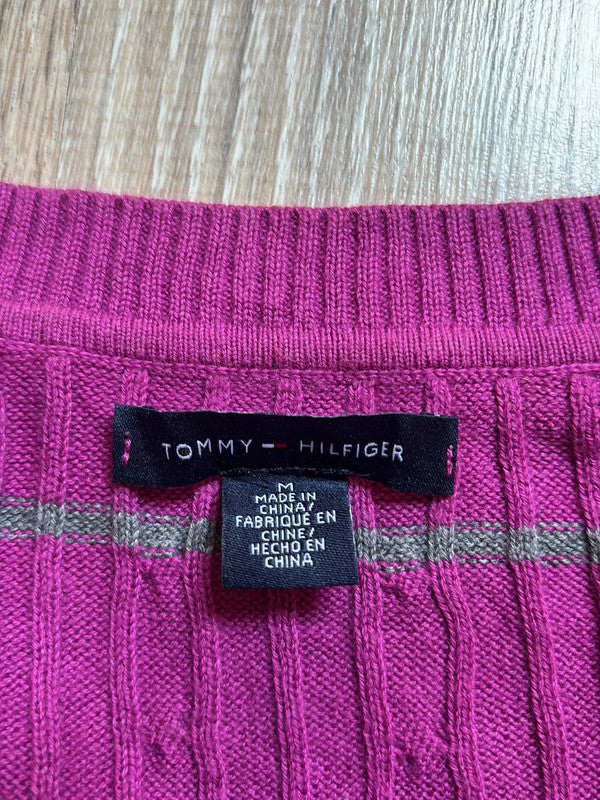 TOMMY HILFIGER
M
MADE IN
CHINA/
FABRIQUÉ EN
CHINE/
HECHO EN
CHINA